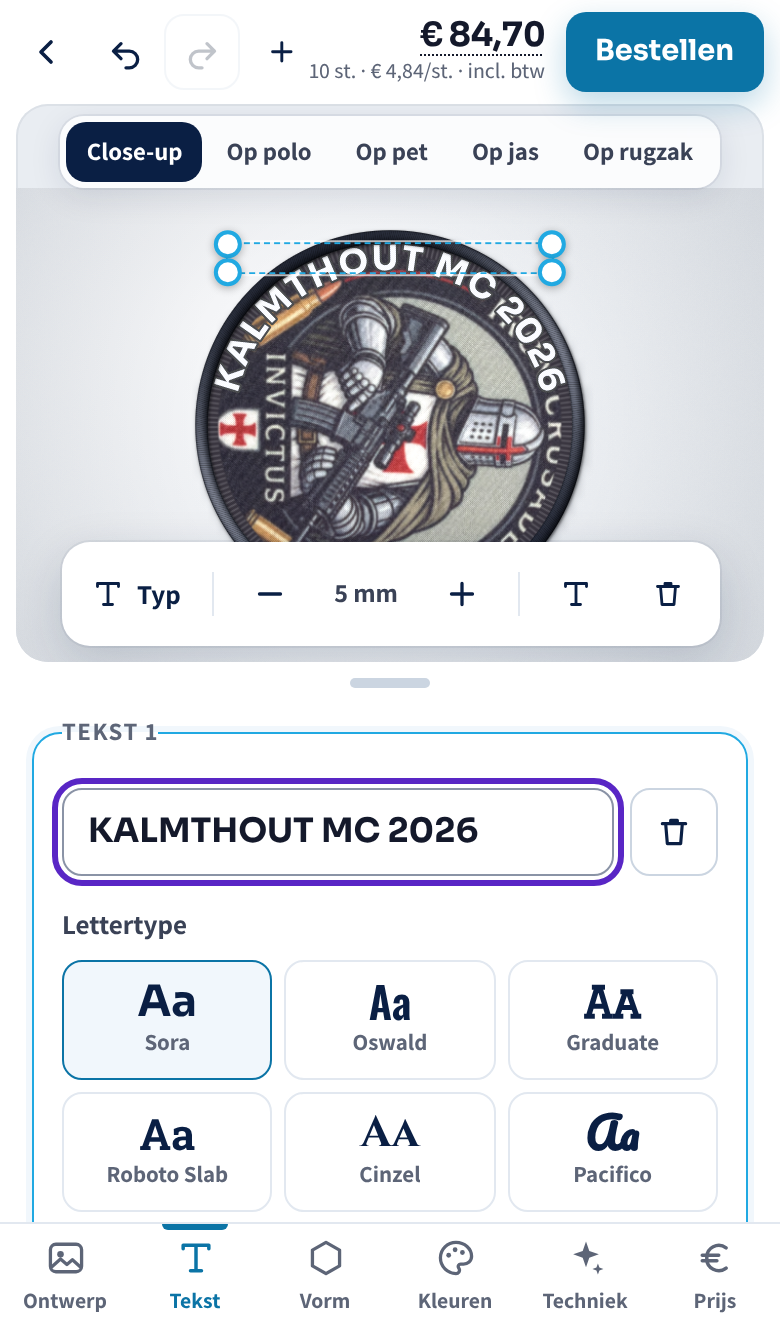 € 84,70
10 st. · € 4,84/st. · incl. btw
Bestellen
Close-up
Op polo
Op pet
Op jas
Op rugzak
KALMTHOUT MC 2026
INVICTUS
Typ
5 mm
TEKST 1
KALMTHOUT MC 2026
Lettertype
Aa
Sora
Aa
Oswald
Aa
Graduate
Aa
Roboto Slab
Aa
Cinzel
Aa
Pacifico
Ontwerp
Tekst
Vorm
Kleuren
Techniek
Prijs